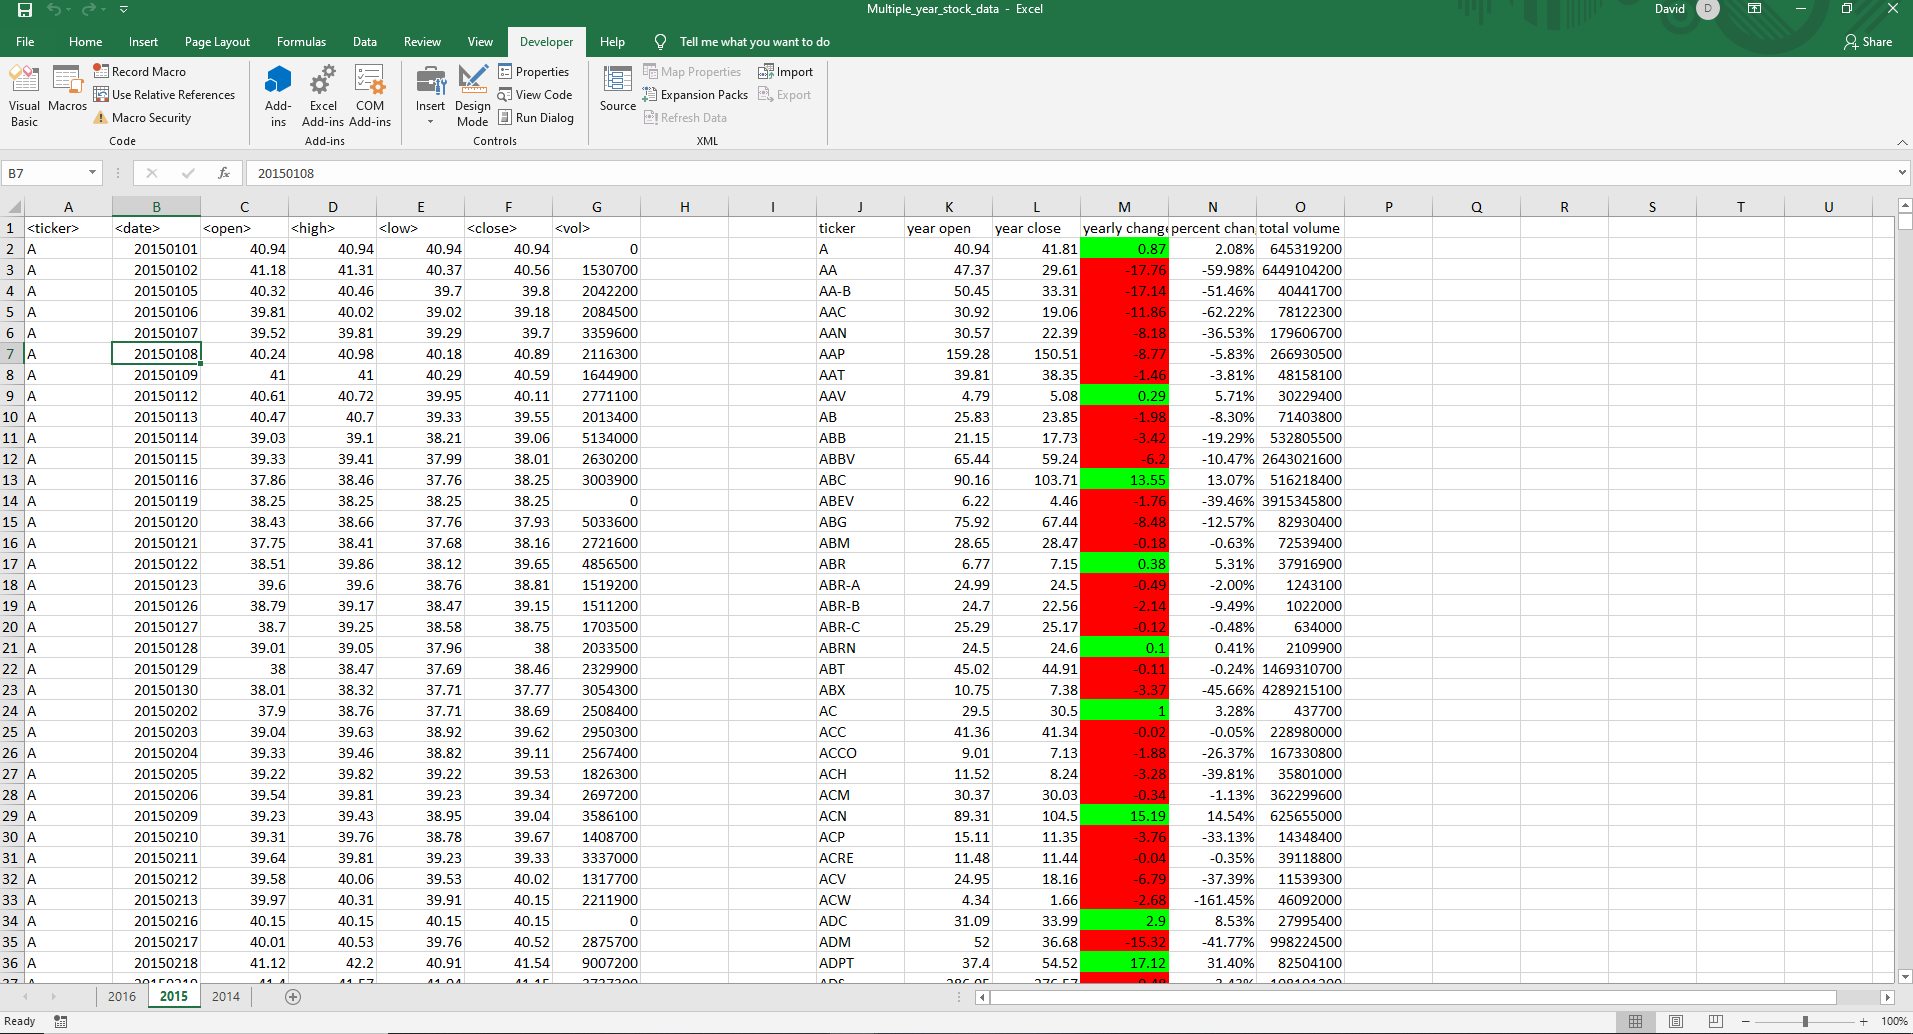 Multiple_year_stock_data - Excel
David D
File Home Insert Page Layout Formulas Data Review View Developer Help Tell me what you want to do Share
Visual Basic
Macros
Record Macro
Use Relative References
Macro Security
Code
Add-ins
Excel Add-ins
COM Add-ins
Add-ins
Insert
Design Mode
Properties
View Code
Run Dialog
Controls
Source
Map Properties
Expansion Packs
Refresh Data
Import
Export
XML
B7 fx 20150108
A B C D E F G H I J K L M N O P Q R S T U
1 <ticker> <date> <open> <high> <low> <close> <vol> ticker year open year close yearly change percent chan total volume
2 A 20150101 40.94 40.94 40.94 40.94 0 A 40.94 41.81 0.87 2.08% 645319200
3 A 20150102 41.18 41.31 40.37 40.56 1530700 AA 47.37 29.61 -17.76 -59.98% 6449104200
4 A 20150105 40.32 40.46 39.7 39.8 2042200 AA-B 50.45 33.31 -17.14 -51.46% 40441700
5 A 20150106 39.81 40.02 39.02 39.18 2084500 AAC 30.92 19.06 -11.86 -62.22% 78122300
6 A 20150107 39.52 39.81 39.29 39.7 3359600 AAN 30.57 22.39 -8.18 -36.53% 179606700
7 A 20150108 40.24 40.98 40.18 40.89 2116300 AAP 159.28 150.51 -8.77 -5.83% 266930500
8 A 20150109 41 41 40.29 40.59 1644900 AAT 39.81 38.35 -1.46 -3.81% 48158100
9 A 20150112 40.61 40.72 39.95 40.11 2771100 AAV 4.79 5.08 0.29 5.71% 30229400
10 A 20150113 40.47 40.7 39.33 39.55 2013400 AB 25.83 23.85 -1.98 -8.30% 71403800
11 A 20150114 39.03 39.1 38.21 39.06 5134000 ABB 21.15 17.73 -3.42 -19.29% 532805500
12 A 20150115 39.33 39.41 37.99 38.01 2630200 ABBV 65.44 59.24 -6.2 -10.47% 2643021600
13 A 20150116 37.86 38.46 37.76 38.25 3003900 ABC 90.16 103.71 13.55 13.07% 516218400
14 A 20150119 38.25 38.25 38.25 38.25 0 ABEV 6.22 4.46 -1.76 -39.46% 3915345800
15 A 20150120 38.43 38.66 37.76 37.93 5033600 ABG 75.92 67.44 -8.48 -12.57% 82930400
16 A 20150121 37.75 38.41 37.68 38.16 2721600 ABM 28.65 28.47 -0.18 -0.63% 72539400
17 A 20150122 38.51 39.86 38.12 39.65 4856500 ABR 6.77 7.15 0.38 5.31% 37916900
18 A 20150123 39.6 39.6 38.76 38.81 1519200 ABR-A 24.99 24.5 -0.49 -2.00% 1243100
19 A 20150126 38.79 39.17 38.47 39.15 1511200 ABR-B 24.7 22.56 -2.14 -9.49% 1022000
20 A 20150127 38.7 39.25 38.58 38.75 1703500 ABR-C 25.29 25.17 -0.12 -0.48% 634000
21 A 20150128 39.01 39.05 37.96 38 2033500 ABRN 24.5 24.6 0.1 0.41% 2109900
22 A 20150129 38 38.47 37.69 38.46 2329900 ABT 45.02 44.91 -0.11 -0.24% 1469310700
23 A 20150130 38.01 38.32 37.71 37.77 3054300 ABX 10.75 7.38 -3.37 -45.66% 4289215100
24 A 20150202 37.9 38.76 37.71 38.69 2508400 AC 29.5 30.5 1 3.28% 437700
25 A 20150203 39.04 39.63 38.92 39.62 2950300 ACC 41.36 41.34 -0.02 -0.05% 228980000
26 A 20150204 39.33 39.46 38.82 39.11 2567400 ACCO 9.01 7.13 -1.88 -26.37% 167330800
27 A 20150205 39.22 39.82 39.22 39.53 1826300 ACH 11.52 8.24 -3.28 -39.81% 35801000
28 A 20150206 39.54 39.81 39.23 39.34 2697200 ACM 30.37 30.03 -0.34 -1.13% 362299600
29 A 20150209 39.23 39.43 38.95 39.04 3586100 ACN 89.31 104.5 15.19 14.54% 625655000
30 A 20150210 39.31 39.76 38.78 39.67 1408700 ACP 15.11 11.35 -3.76 -33.13% 14348400
31 A 20150211 39.64 39.81 39.23 39.33 3337000 ACRE 11.48 11.44 -0.04 -0.35% 39118800
32 A 20150212 39.58 40.06 39.53 40.02 1317700 ACV 24.95 18.16 -6.79 -37.39% 11539300
33 A 20150213 39.97 40.31 39.91 40.15 2211900 ACW 4.34 1.66 -2.68 -161.45% 46092000
34 A 20150216 40.15 40.15 40.15 40.15 0 ADC 31.09 33.99 2.9 8.53% 27995400
35 A 20150217 40.01 40.53 39.76 40.52 2875700 ADM 52 36.68 -15.32 -41.77% 998224500
36 A 20150218 41.12 42.2 40.91 41.54 9007200 ADPT 37.4 54.52 17.12 31.40% 82504100
2016 2015 2014
Ready 100%